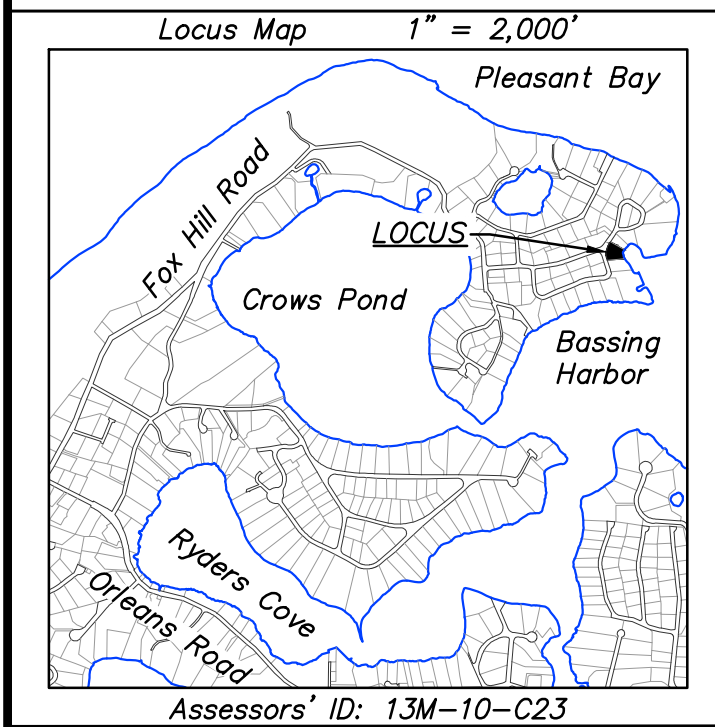 Locus Map 1" = 2,000'
Pleasant Bay
Fox Hill Road
LOCUS
Crows Pond
Bassing
Harbor
Ryders Cove
Orleans Road
Assessors' ID: 13M-10-C23